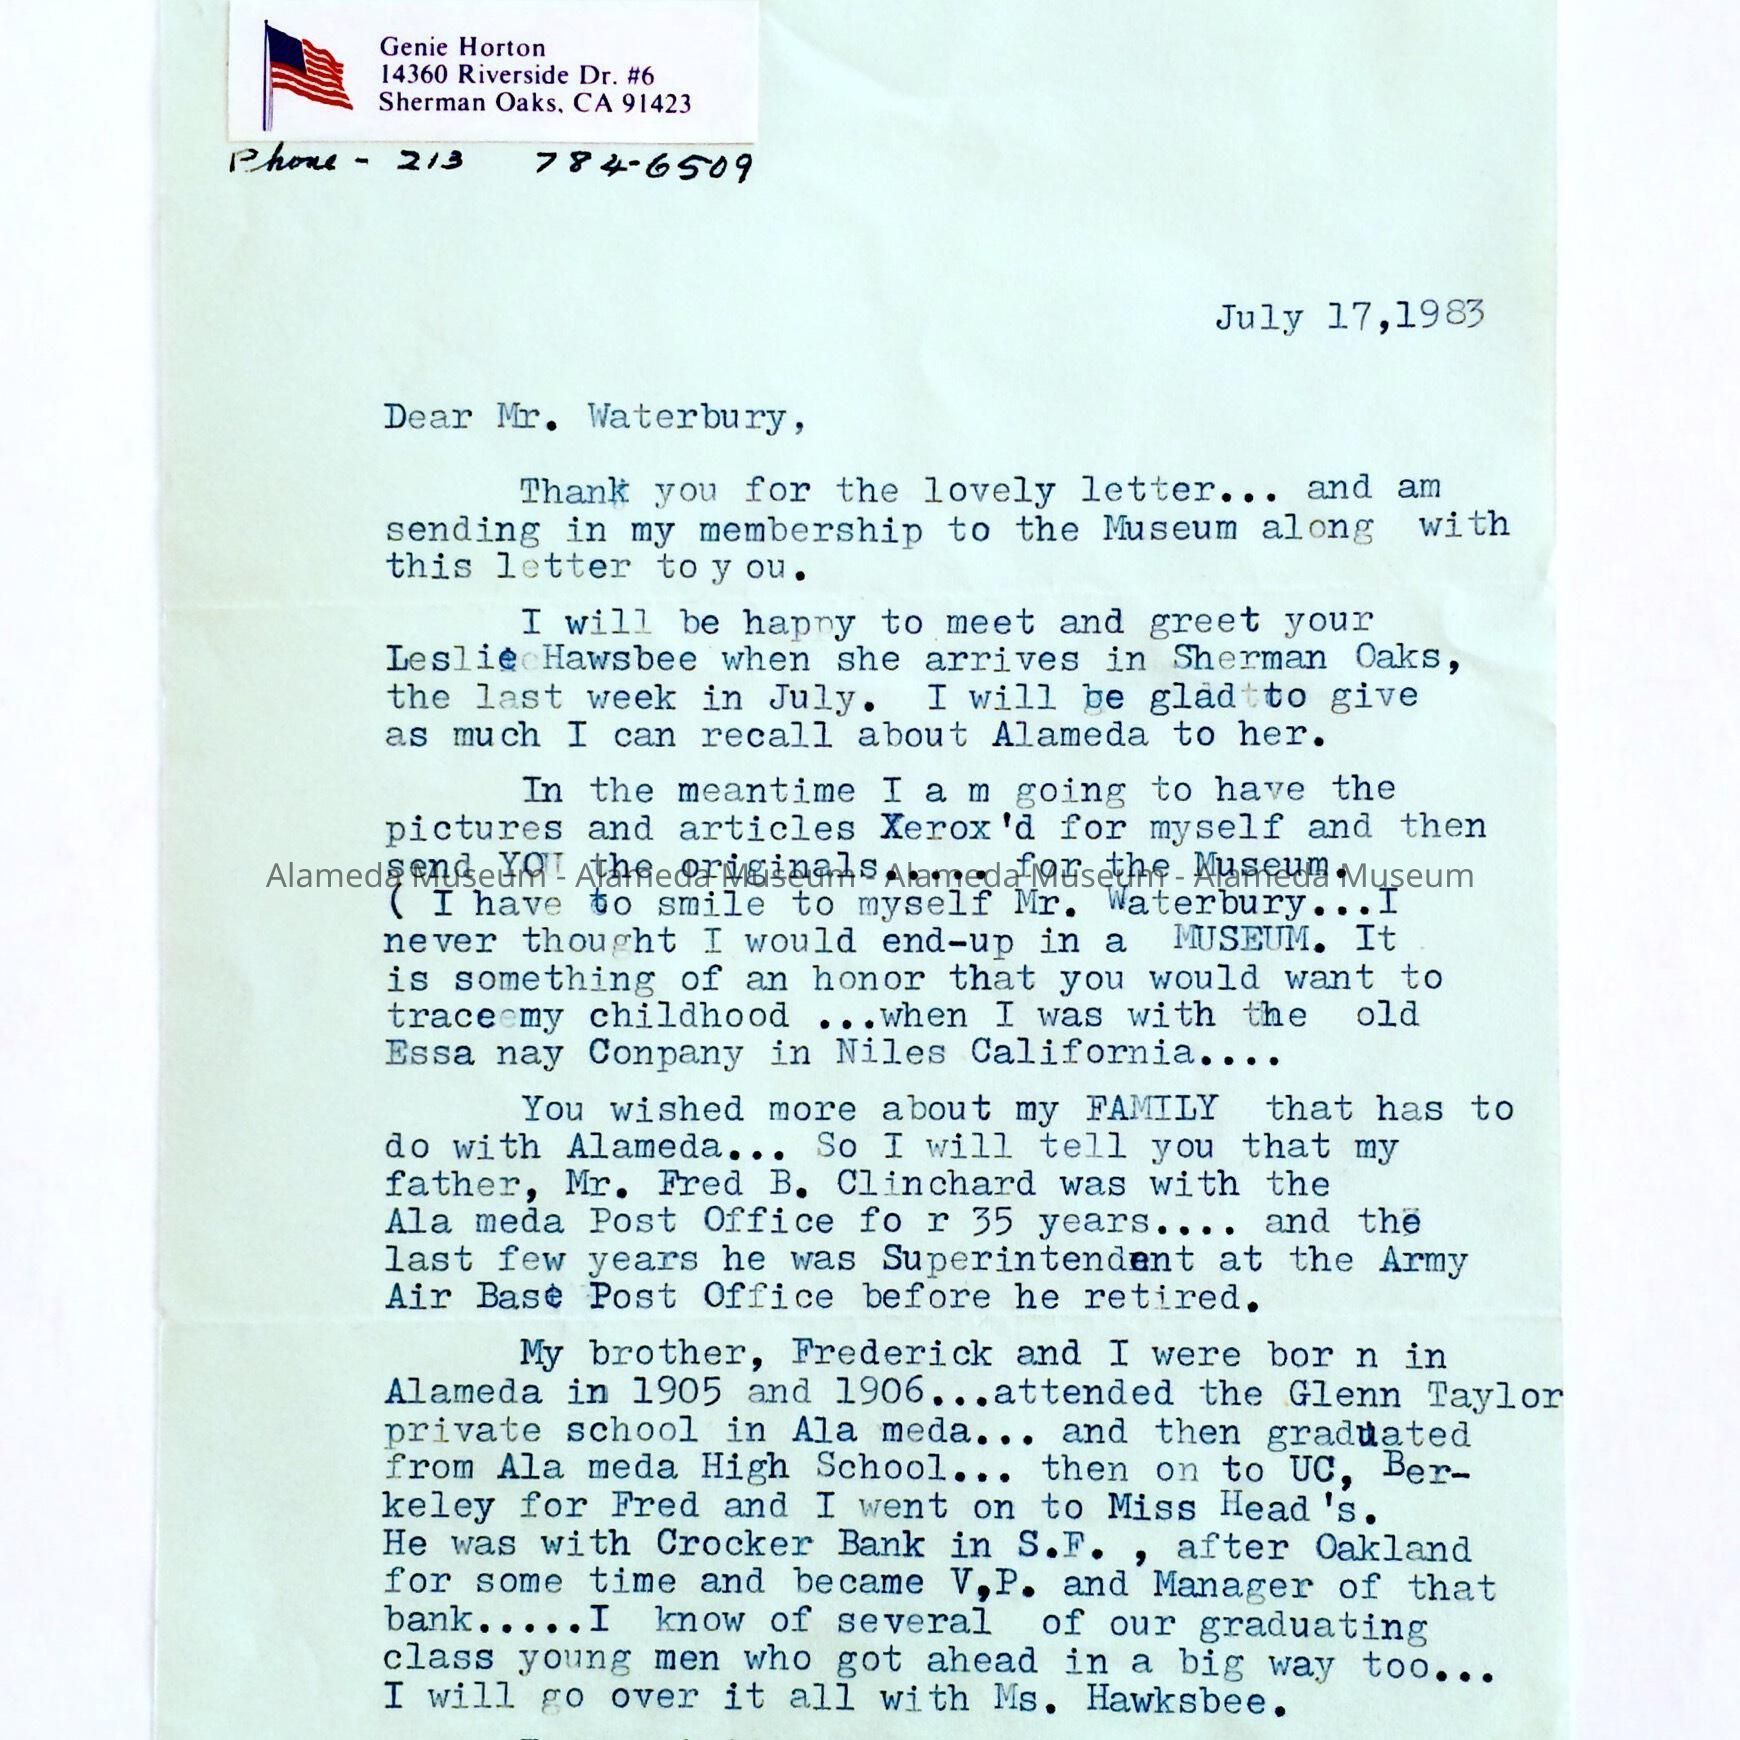 Genie Horton
14360 Riverside Dr. #6
Sherman Oaks, CA 91423
Phone - 213 784-6509
July 17,1983
Dear Mr. Waterbury,
Thank you for the lovely letter... and am
sending in my membership to the Museum along with
this letter to y ou.
I will be happy to meet and greet your
Leslie Hawsbee when she arrives in Sherman Oaks,
the last week in July. I will be glad to give
as much I can recall about Alameda to her.
In the meantime I a m going to have the
pictures and articles Xerox'd for myself and then
send YOU the originals..... for the Museum.
Alameda Museum - Alameda Museum - Alameda Museum - Alameda Museum
( I have to smile to myself Mr. Waterbury...I
never thought I would end-up in a MUSEUM. It
is something of an honor that you would want to
trace my childhood ...when I was with the old
Essa nay Conpany in Niles California....
You wished more about my FAMILY that has to
do with Alameda... So I will tell you that my
father, Mr. Fred B. Clinchard was with the
Ala meda Post Office fo r 35 years.... and the
last few years he was Superintendent at the Army
Air Base Post Office before he retired.
My brother, Frederick and I were bor n in
Alameda in 1905 and 1906...attended the Glenn Taylor
private school in Ala meda... and then graduated
from Ala meda High School... then on to UC, Ber-
keley for Fred and I went on to Miss Head's.
He was with Crocker Bank in S.F. , after Oakland
for some time and became V,P. and Manager of that
bank.....I know of several of our graduating
class young men who got ahead in a big way too...
I will go over it all with Ms. Hawksbee.